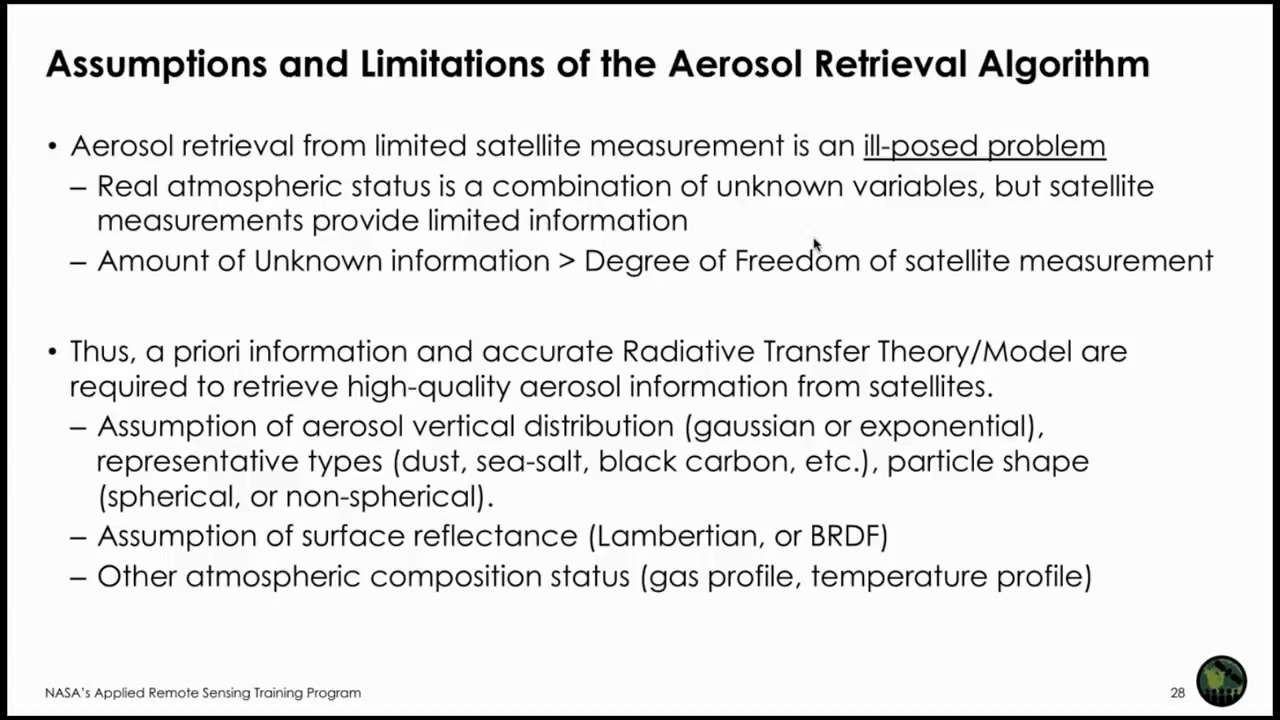 Assumptions and Limitations of the Aerosol Retrieval Algorithm
• Aerosol retrieval from limited satellite measurement is an ill-posed problem
– Real atmospheric status is a combination of unknown variables, but satellite
measurements provide limited information
– Amount of Unknown information > Degree of Freedom of satellite measurement
• Thus, a priori information and accurate Radiative Transfer Theory/Model are
required to retrieve high-quality aerosol information from satellites.
– Assumption of aerosol vertical distribution (gaussian or exponential),
representative types (dust, sea-salt, black carbon, etc.), particle shape
(spherical, or non-spherical).
– Assumption of surface reflectance (Lambertian, or BRDF)
– Other atmospheric composition status (gas profile, temperature profile)
NASA's Applied Remote Sensing Training Program
28